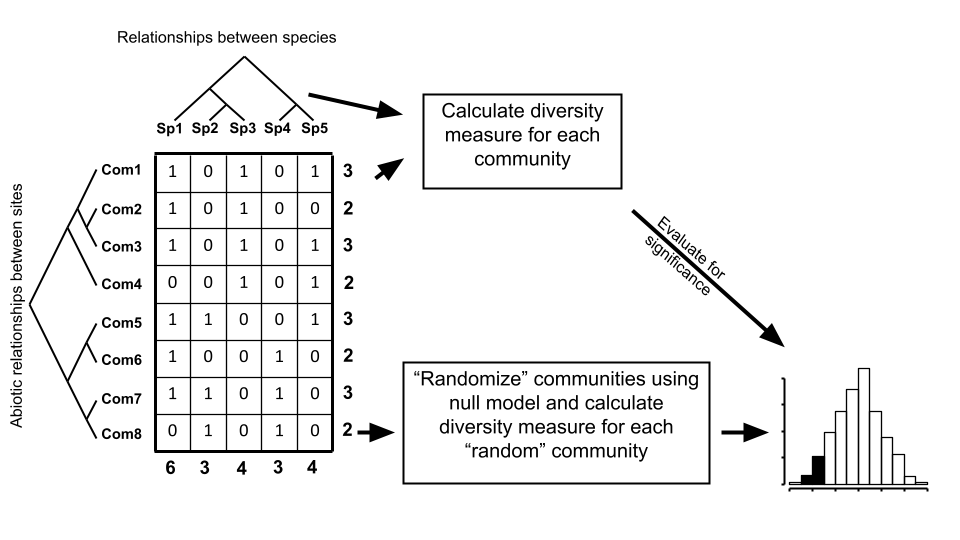 Relationships between species
Sp1 Sp2 Sp3 Sp4 Sp5
Abiotic relationships between sites
Com1 1 0 1 0 1 3
Com2 1 0 1 0 0 2
Com3 1 0 1 0 1 3
Com4 0 0 1 0 1 2
Com5 1 1 0 0 1 3
Com6 1 0 0 1 0 2
Com7 1 1 0 1 0 3
Com8 0 1 0 1 0 2
6 3 4 3 4
Calculate diversity
measure for each
community
Evaluate for
significance
“Randomize” communities using
null model and calculate
diversity measure for each
“random” community